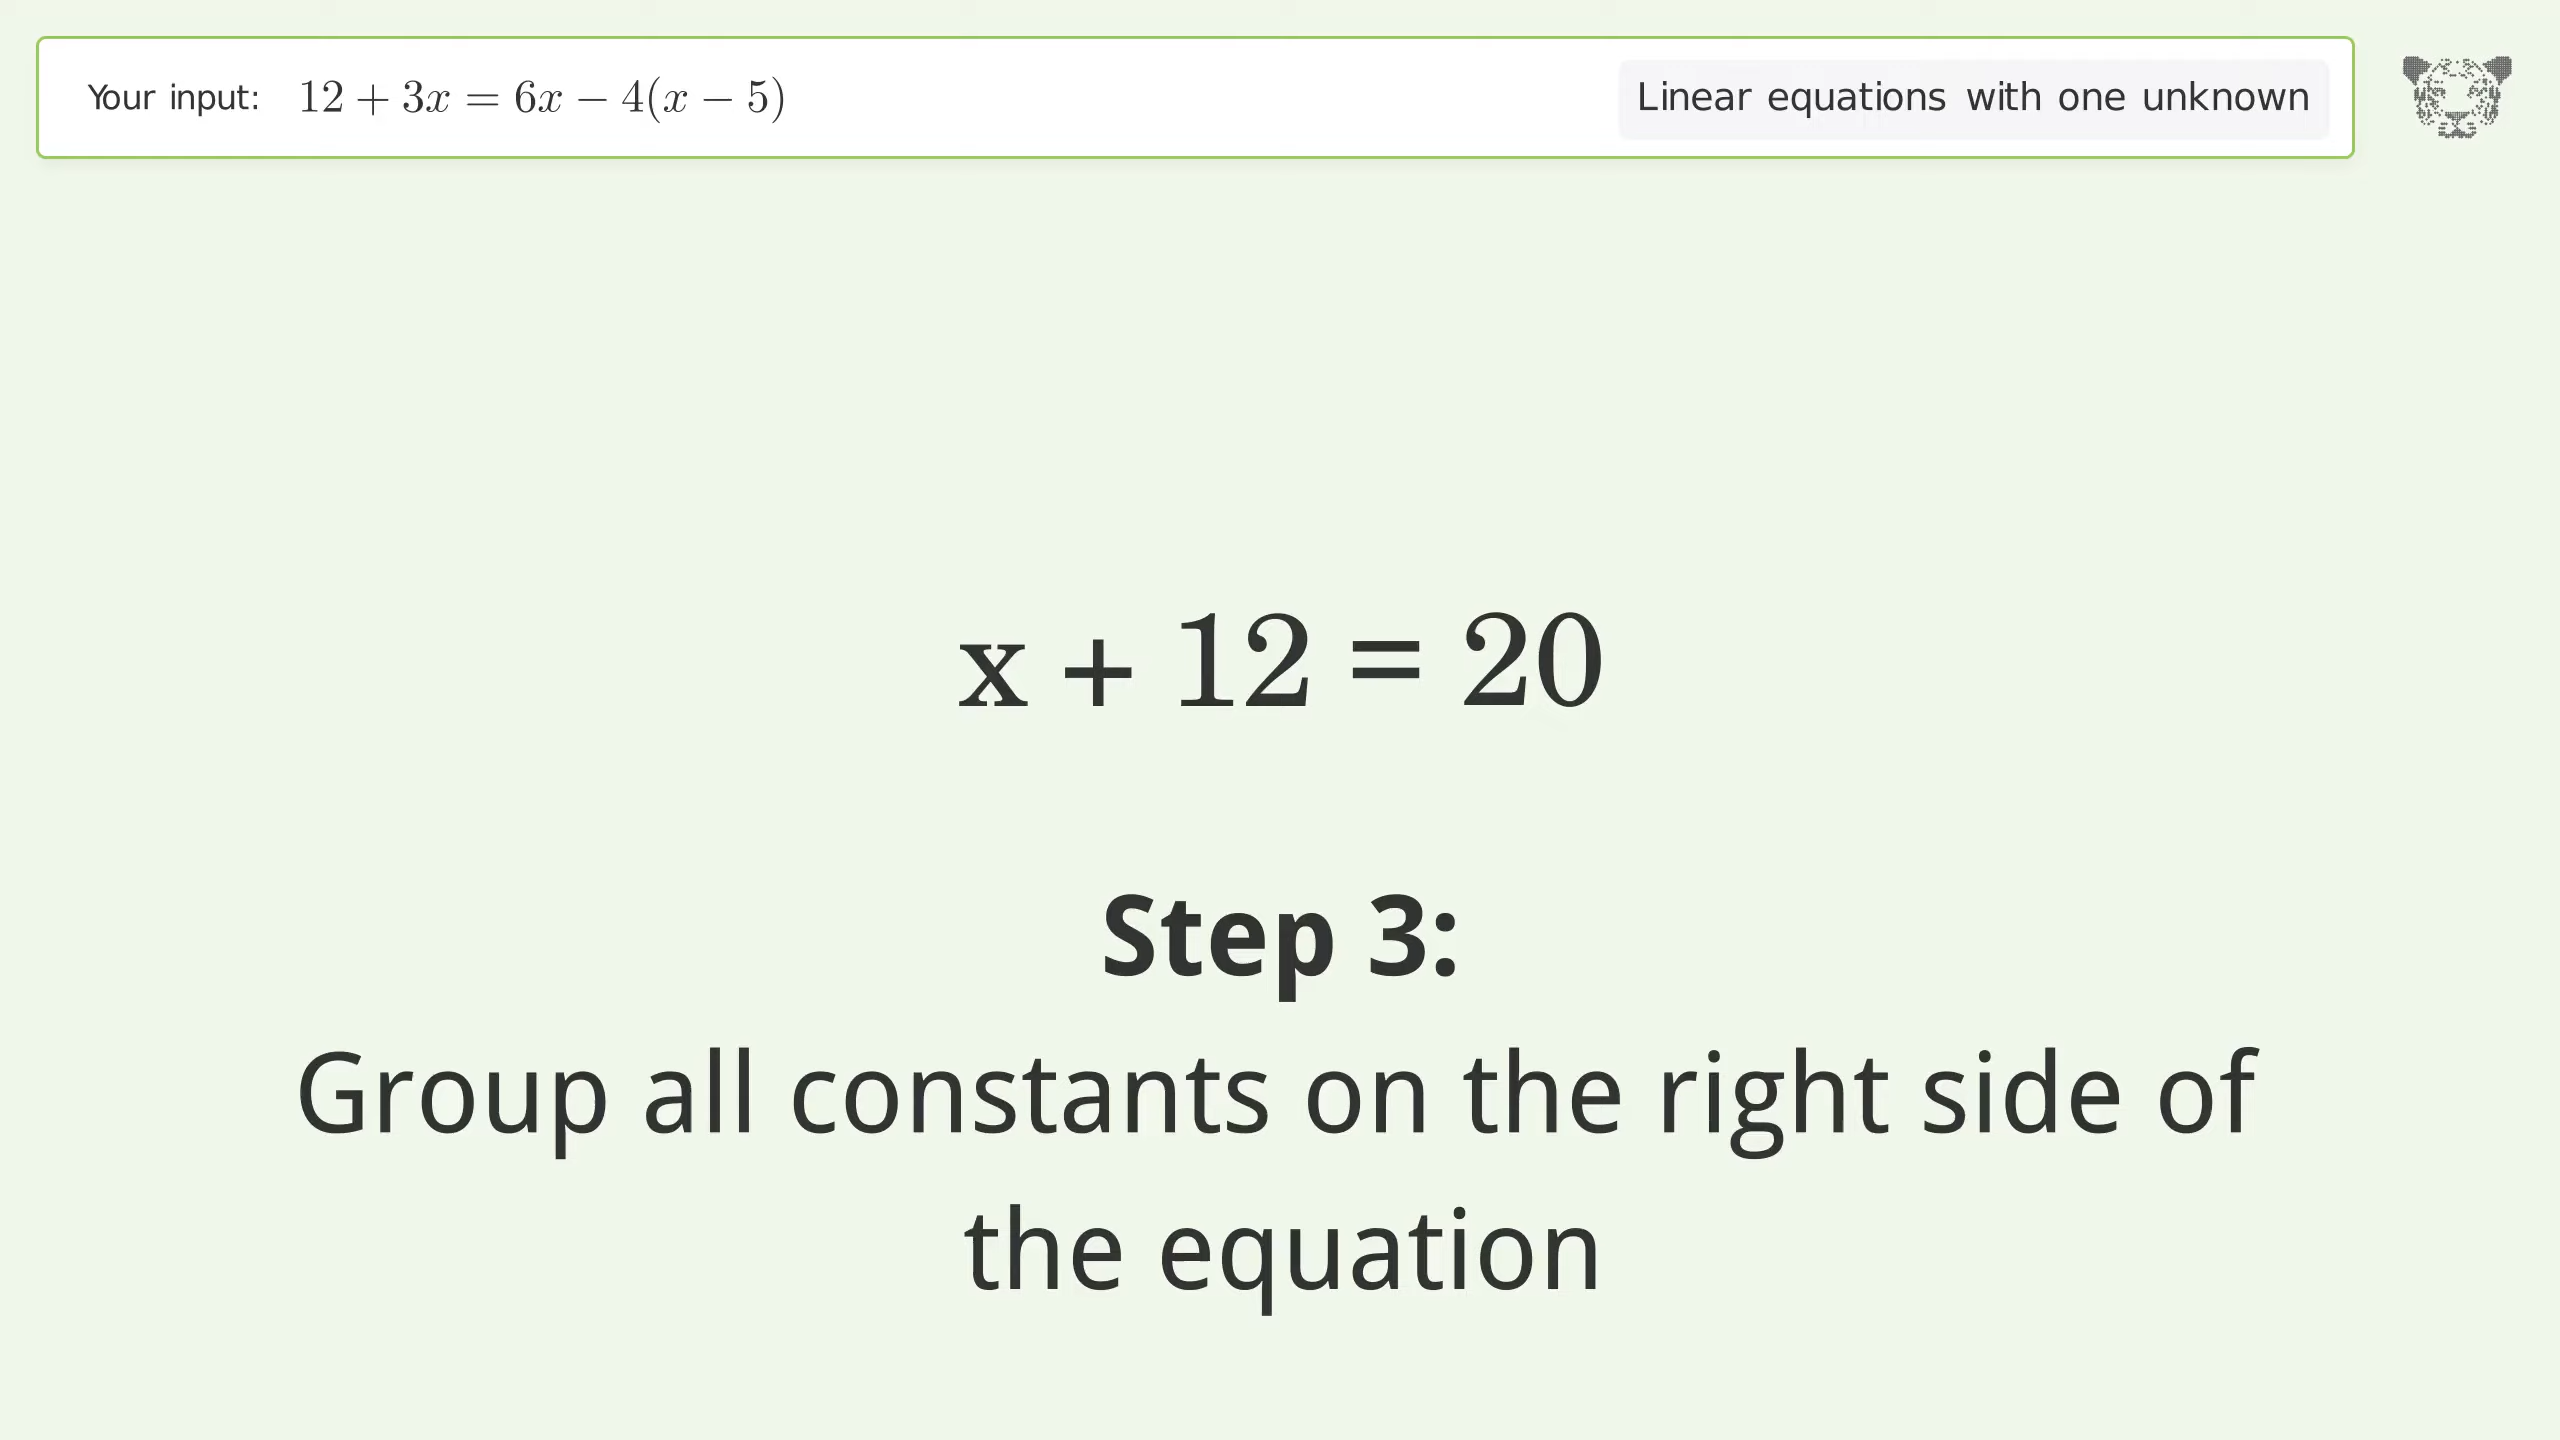 Your input: 12 + 3x = 6x − 4(x − 5)
Linear equations with one unknown
x + 12 = 20
Step 3:
Group all constants on the right side of
the equation